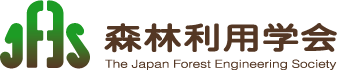 JFES
森林利用学会
The Japan Forest Engineering Society